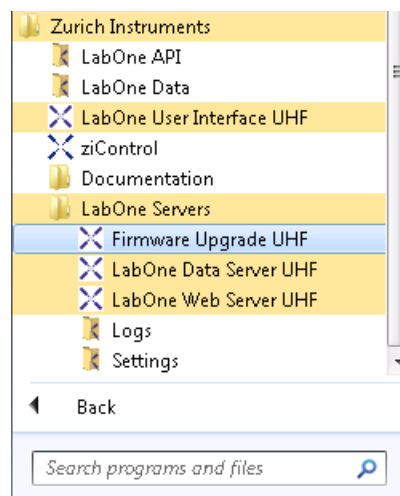 Zurich Instruments
LabOne API
LabOne Data
LabOne User Interface UHF
ziControl
Documentation
LabOne Servers
Firmware Upgrade UHF
LabOne Data Server UHF
LabOne Web Server UHF
Logs
Settings
Back
Search programs and files